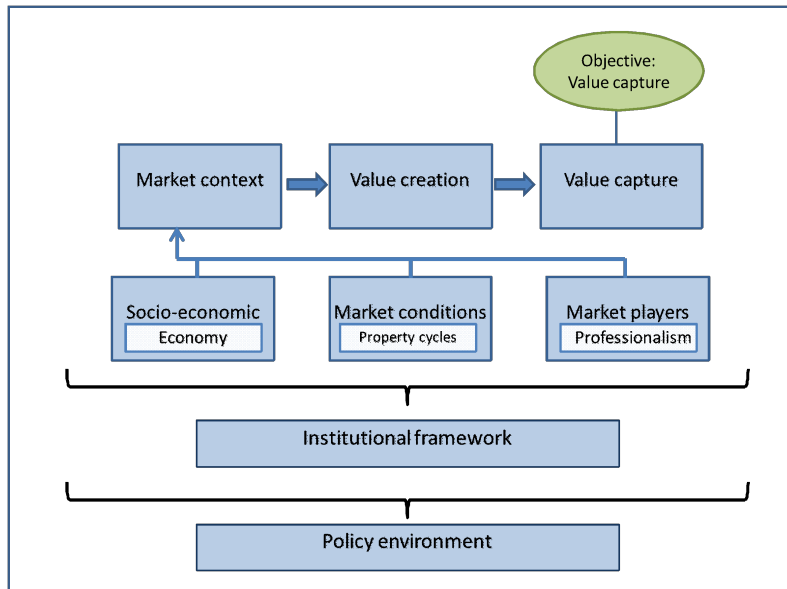 Objective:
Value capture
Market context
Value creation
Value capture
Socio-economic
Economy
Market conditions
Property cycles
Market players
Professionalism
Institutional framework
Policy environment